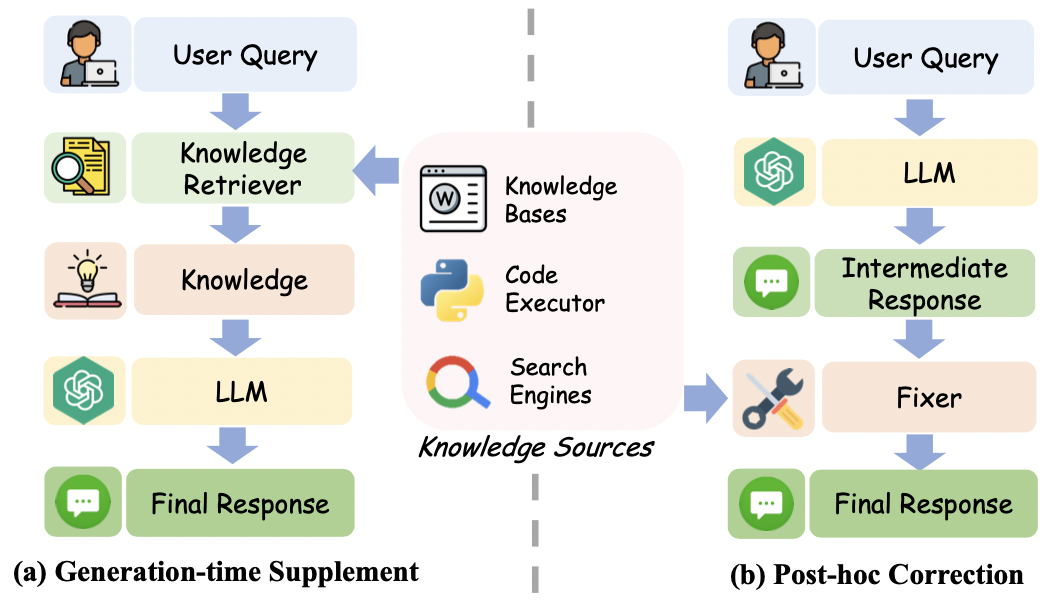 User Query
Knowledge
Retriever
Knowledge
LLM
Final Response
(a) Generation-time Supplement
W
Knowledge
Bases
Code
Executor
Search
Engines
Knowledge Sources
User Query
LLM
Intermediate
Response
Fixer
Final Response
(b) Post-hoc Correction